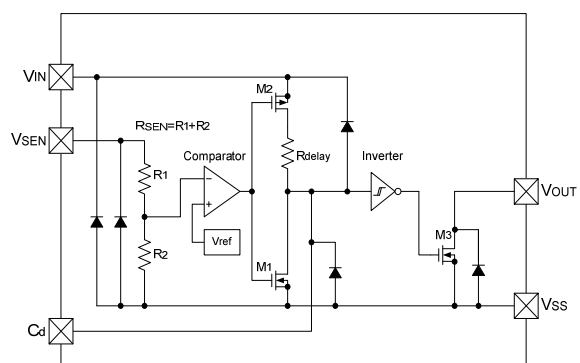 VIN
M2
VSEN
RSEN=R1+R2
Comparator
Rdelay
Inverter
R1
−
+
VOUT
Vref
M3
R2
M1
VSS
Cd